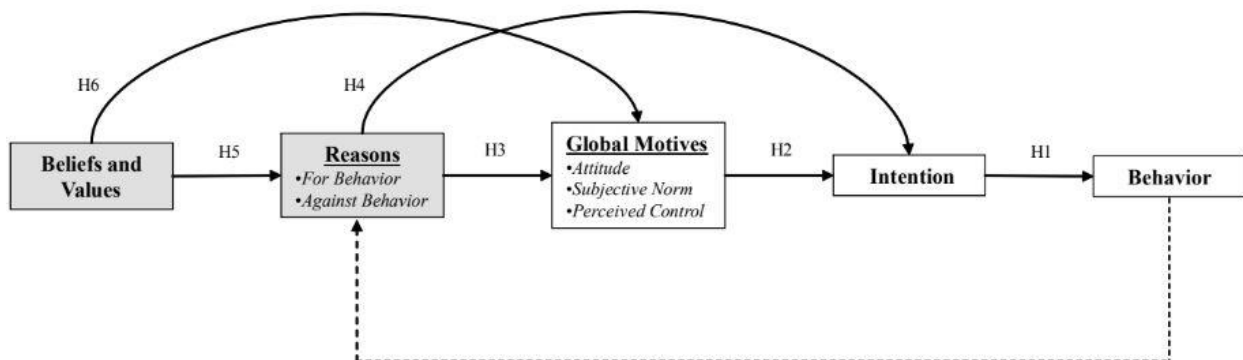 H6
H4
Beliefs and
Values
H5
Reasons
•For Behavior
•Against Behavior
H3
Global Motives
•Attitude
•Subjective Norm
•Perceived Control
H2
Intention
H1
Behavior